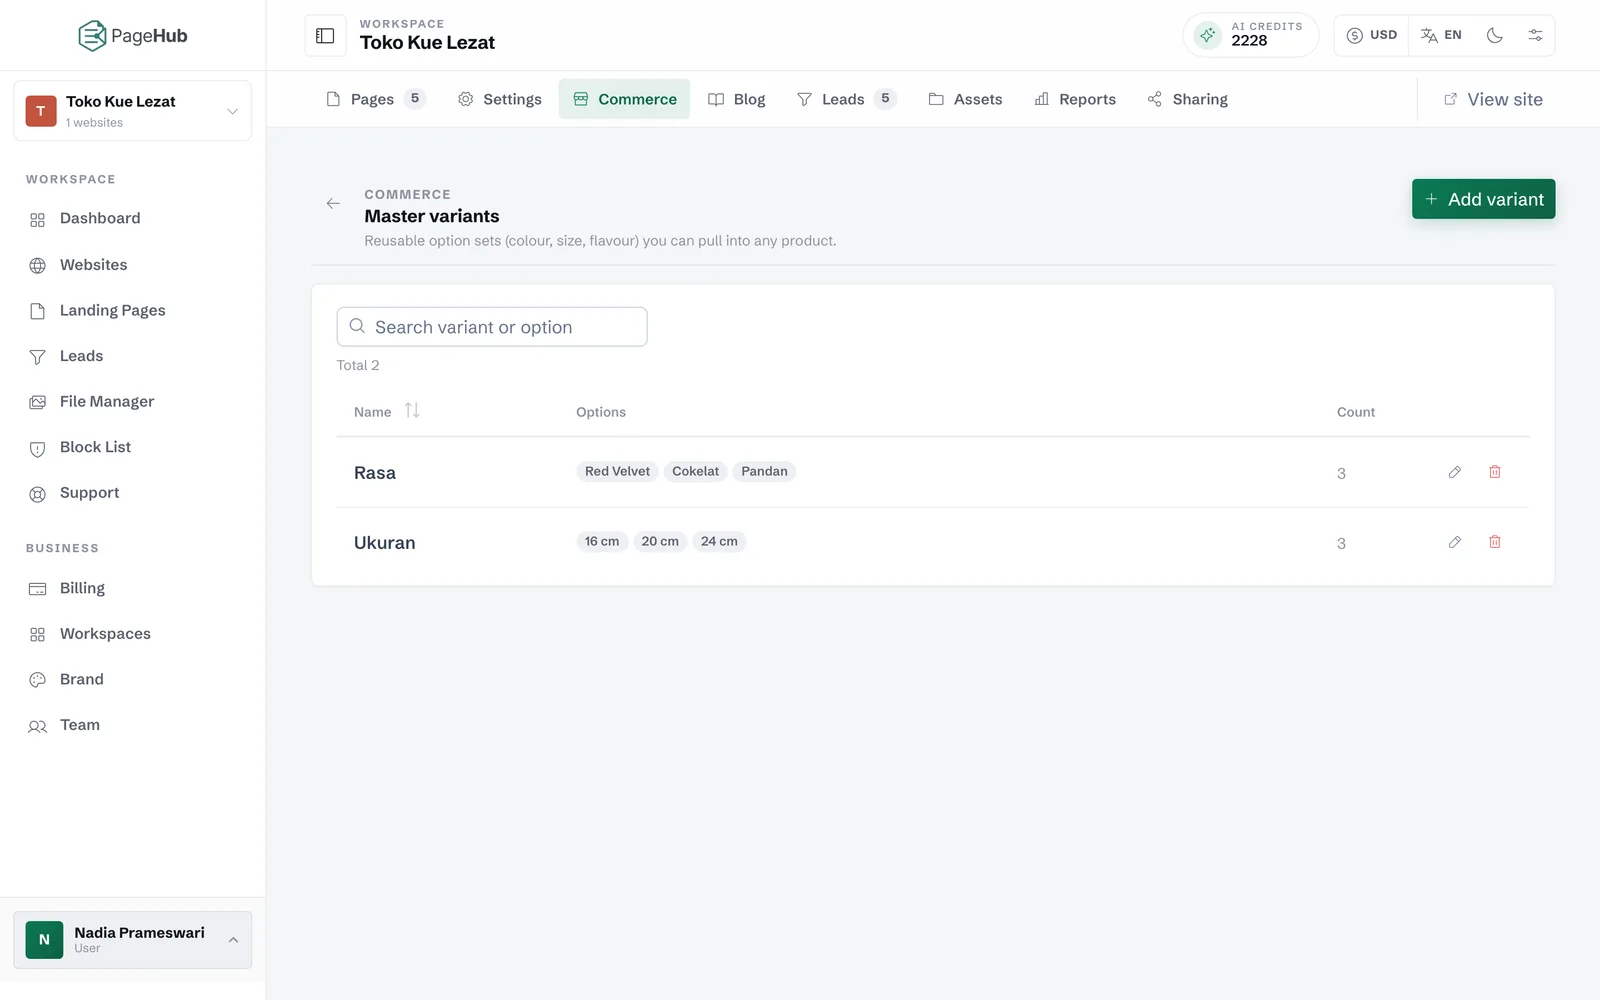 PageHub
WORKSPACE
Toko Kue Lezat
AI CREDITS
2228
USD
EN
T
Toko Kue Lezat
1 websites
Pages 5
Settings
Commerce
Blog
Leads 5
Assets
Reports
Sharing
View site
WORKSPACE
Dashboard
Websites
Landing Pages
Leads
File Manager
Block List
Support
BUSINESS
Billing
Workspaces
Brand
Team
N
Nadia Prameswari
User
COMMERCE
Master variants
Reusable option sets (colour, size, flavour) you can pull into any product.
+ Add variant
Search variant or option
Total 2
Name Options Count
Rasa Red Velvet Cokelat Pandan 3
Ukuran 16 cm 20 cm 24 cm 3